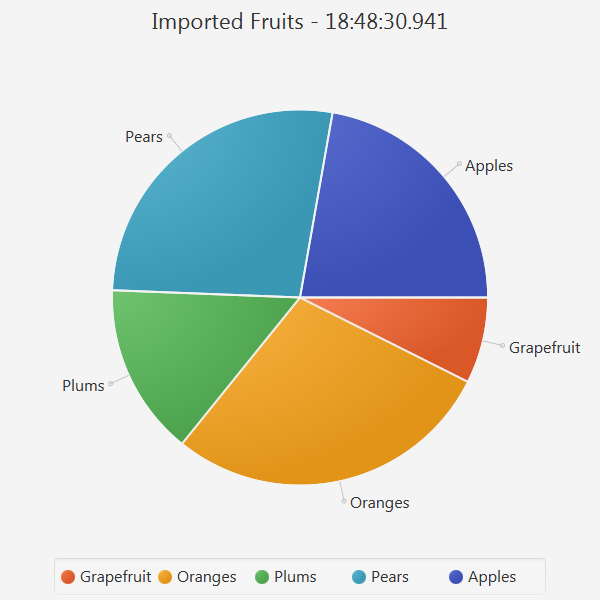 Imported Fruits - 18:48:30.941
Pears
Apples
Grapefruit
Plums
Oranges
Grapefruit Oranges Plums Pears Apples